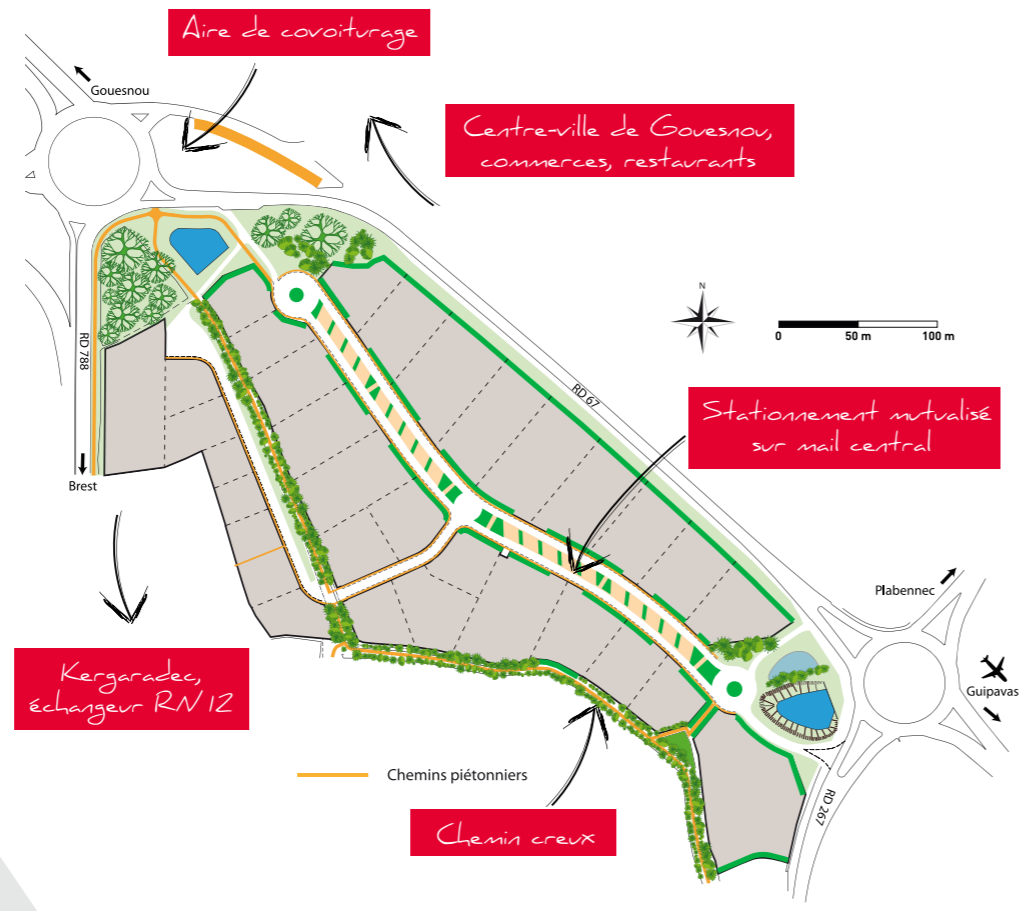 Aire de covoiturage
Gouesnou
Centre-ville de Gouesnou,
commerces, restaurants
N
0 50 m 100 m
RD 788
RD 67
Stationnement mutualisé
sur mail central
Brest
Plabennec
Guipavas
Kergaradec,
échangeur RN 12
Chemins piétonniers
RD 267
Chemin creux